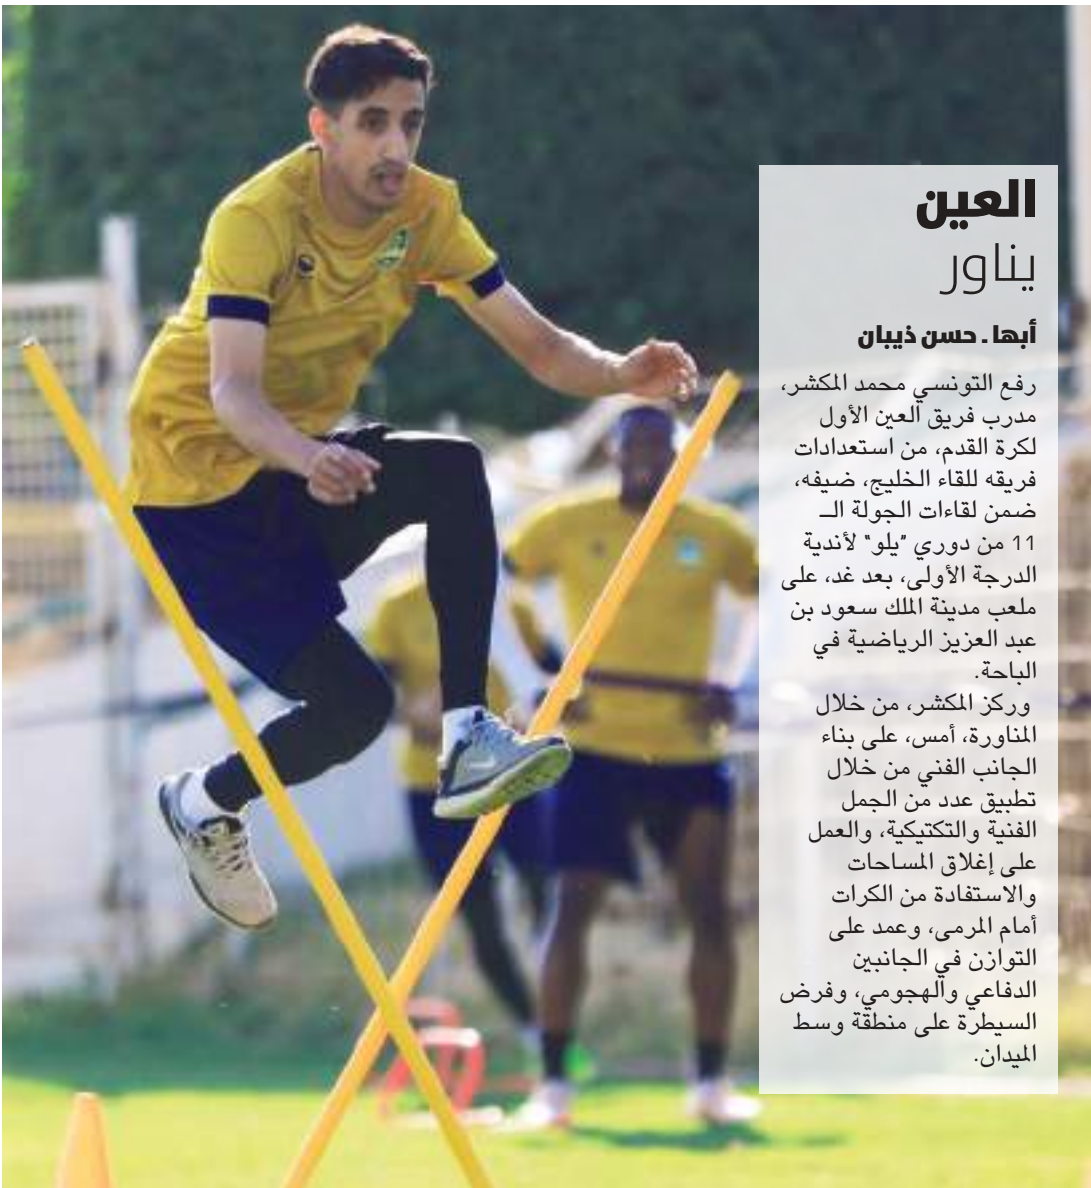 العين
يناور
أبها. حسن ذيبان
رفع التونسي محمد المكشر،
مدرب فريق العين الأول
لكرة القدم، من استعدادات
فريقه للقاء الخليج، ضيفه،
ضمن لقاءات الجولة الـ
11 من دوري "يلو" لأندية
الدرجة الأولى، بعد غد، على
ملعب مدينة الملك سعود بن
عبد العزيز الرياضية في
الباحة.
وركز المكشر، من خلال
المناورة، أمس، على بناء
الجانب الفني من خلال
تطبيق عدد من الجمل
الفنية والتكتيكية، والعمل
على إغلاق المساحات
والاستفادة من الكرات
أمام المرمى، وعمد على
التوازن في الجانبين
الدفاعي والهجومي، وفرض
السيطرة على منطقة وسط
الميدان.